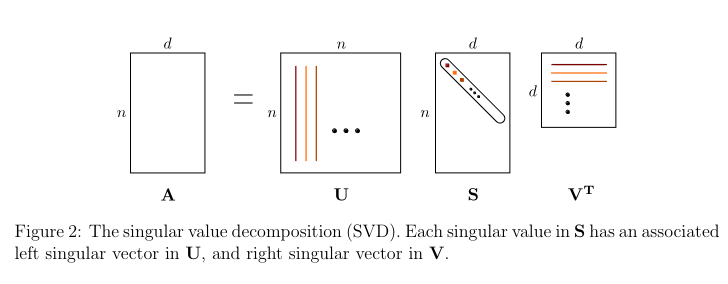 d n d d
n = n n d
A U S V^T
Figure 2: The singular value decomposition (SVD). Each singular value in S has an associated
left singular vector in U, and right singular vector in V.